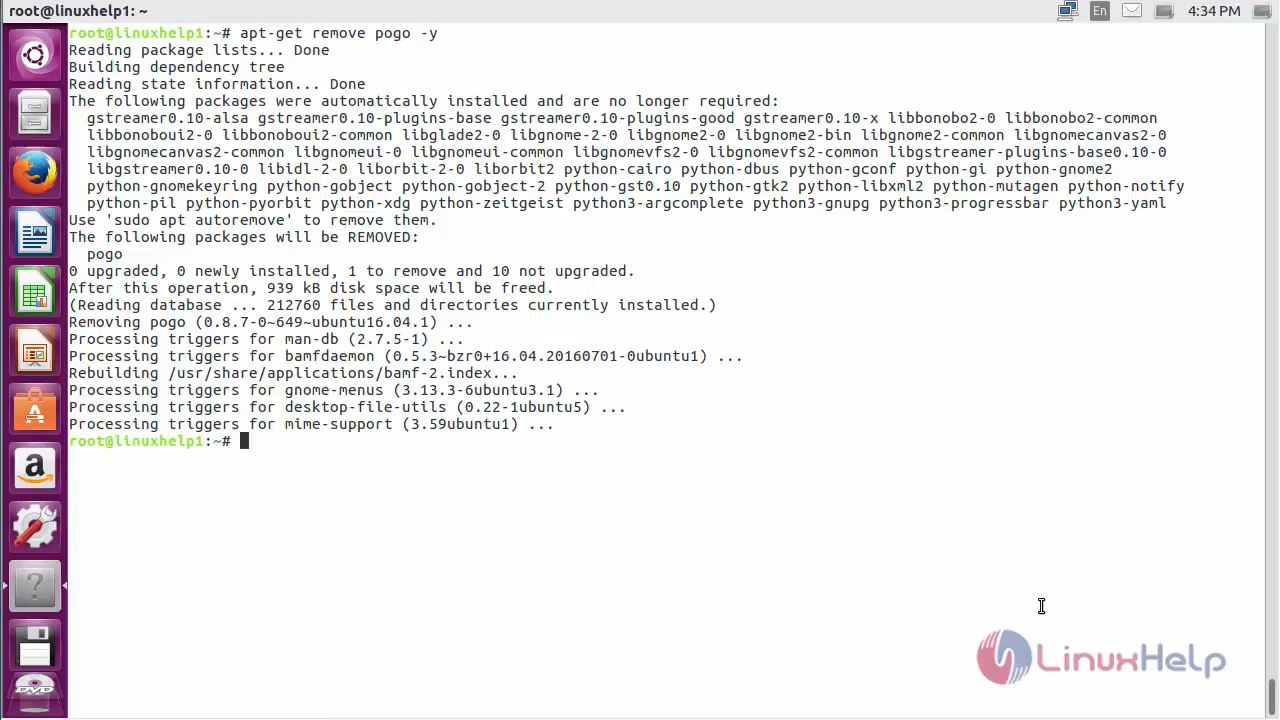 root@linuxhelp1: ~
En
4:34 PM
root@linuxhelp1:~# apt-get remove pogo -y
Reading package lists... Done
Building dependency tree
Reading state information... Done
The following packages were automatically installed and are no longer required:
gstreamer0.10-alsa gstreamer0.10-plugins-base gstreamer0.10-plugins-good gstreamer0.10-x libbonobo2-0 libbonobo2-common
libbonoboui2-0 libbonoboui2-common libglade2-0 libgnome-2-0 libgnome2-0 libgnome2-bin libgnome2-common libgnomecanvas2-0
libgnomecanvas2-common libgnomeui-0 libgnomeui-common libgnomevfs2-0 libgnomevfs2-common libgstreamer-plugins-base0.10-0
libgstreamer0.10-0 libidl-2-0 liborbit-2-0 liborbit2 python-cairo python-dbus python-gconf python-gi python-gnome2
python-gnomekeyring python-gobject python-gobject-2 python-gst0.10 python-gtk2 python-libxml2 python-mutagen python-notify
python-pil python-pyorbit python-xdg python-zeitgeist python3-argcomplete python3-gnupg python3-progressbar python3-yaml
Use 'sudo apt autoremove' to remove them.
The following packages will be REMOVED:
pogo
0 upgraded, 0 newly installed, 1 to remove and 10 not upgraded.
After this operation, 939 kB disk space will be freed.
(Reading database ... 212760 files and directories currently installed.)
Removing pogo (0.8.7-0~649~ubuntu16.04.1) ...
Processing triggers for man-db (2.7.5-1) ...
Processing triggers for bamfdaemon (0.5.3~bzr0+16.04.20160701-0ubuntu1) ...
Rebuilding /usr/share/applications/bamf-2.index...
Processing triggers for gnome-menus (3.13.3-6ubuntu3.1) ...
Processing triggers for desktop-file-utils (0.22-1ubuntu5) ...
Processing triggers for mime-support (3.59ubuntu1) ...
root@linuxhelp1:~#
LinuxHelp
DVD